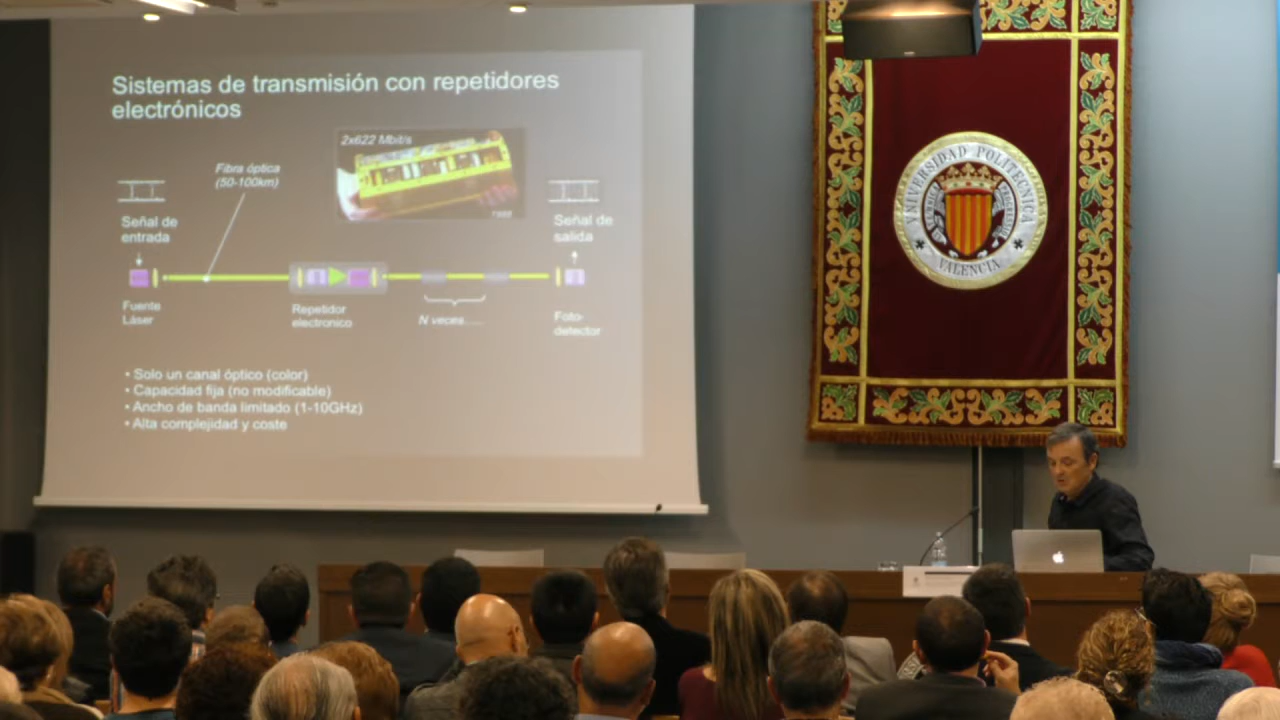 Sistemas de transmisión con repetidores
electrónicos
2x622 Mbit/s
Fibra óptica
(50-100km)
Señal de
entrada
Señal de
salida
Fuente
Láser
Repetidor
electronico
N veces......
Foto-
detector
• Solo un canal óptico (color)
• Capacidad fija (no modificable)
• Ancho de banda limitado (1-10GHz)
• Alta complejidad y coste
VNIVERSIDAD POLITECNICA
VALENCIA